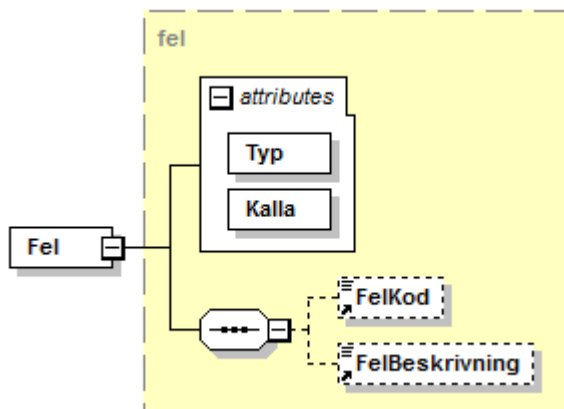 fel
attributes
Typ
Kalla
Fel
FelKod
FelBeskrivning